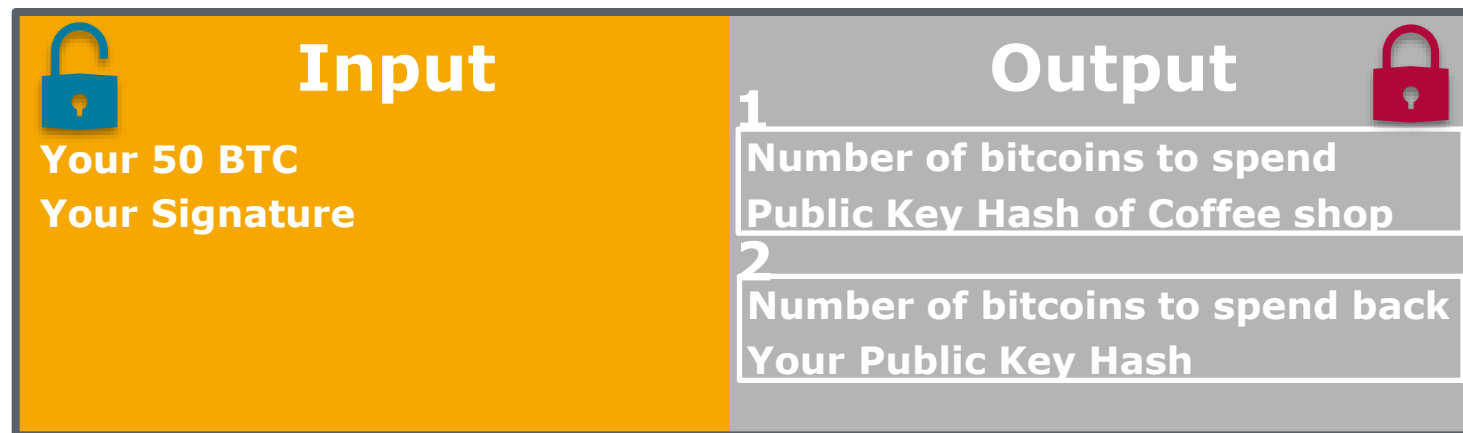 Input
Your 50 BTC
Your Signature
Output
1
Number of bitcoins to spend
Public Key Hash of Coffee shop
2
Number of bitcoins to spend back
Your Public Key Hash